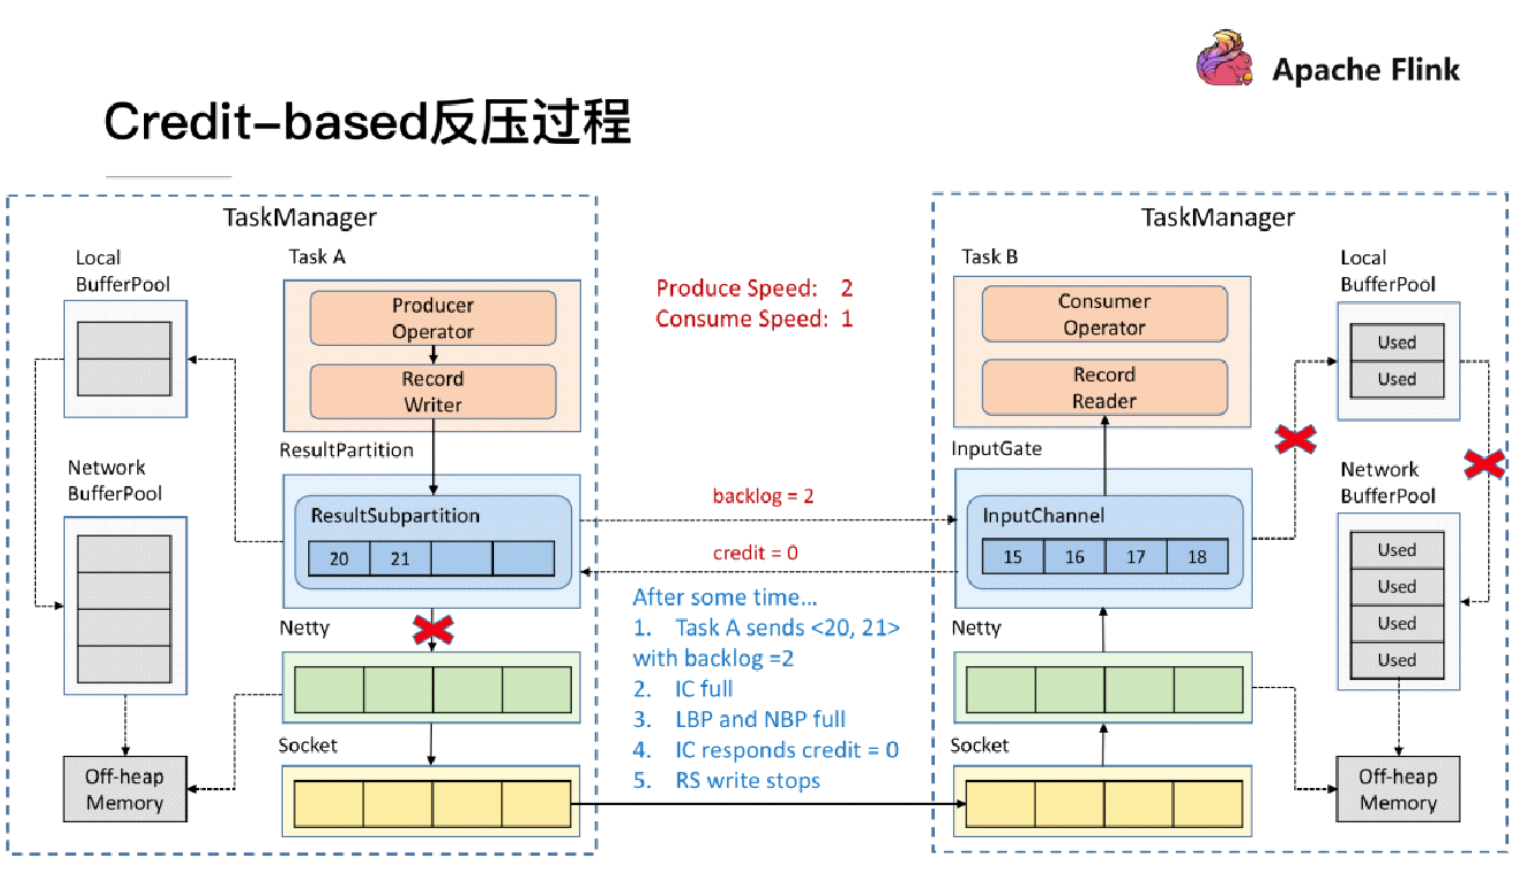 Apache Flink
Credit-based反压过程
TaskManager
Local
BufferPool
Task A
Producer
Operator
Record
Writer
ResultPartition
Network
BufferPool
ResultSubpartition
20 21
Netty
Socket
Off-heap
Memory
Produce Speed: 2
Consume Speed: 1
backlog = 2
credit = 0
After some time...
1. Task A sends <20, 21>
with backlog =2
2. IC full
3. LBP and NBP full
4. IC responds credit = 0
5. RS write stops
TaskManager
Task B
Consumer
Operator
Record
Reader
InputGate
InputChannel
15 16 17 18
Netty
Socket
Local
BufferPool
Used
Used
Network
BufferPool
Used
Used
Used
Used
Off-heap
Memory